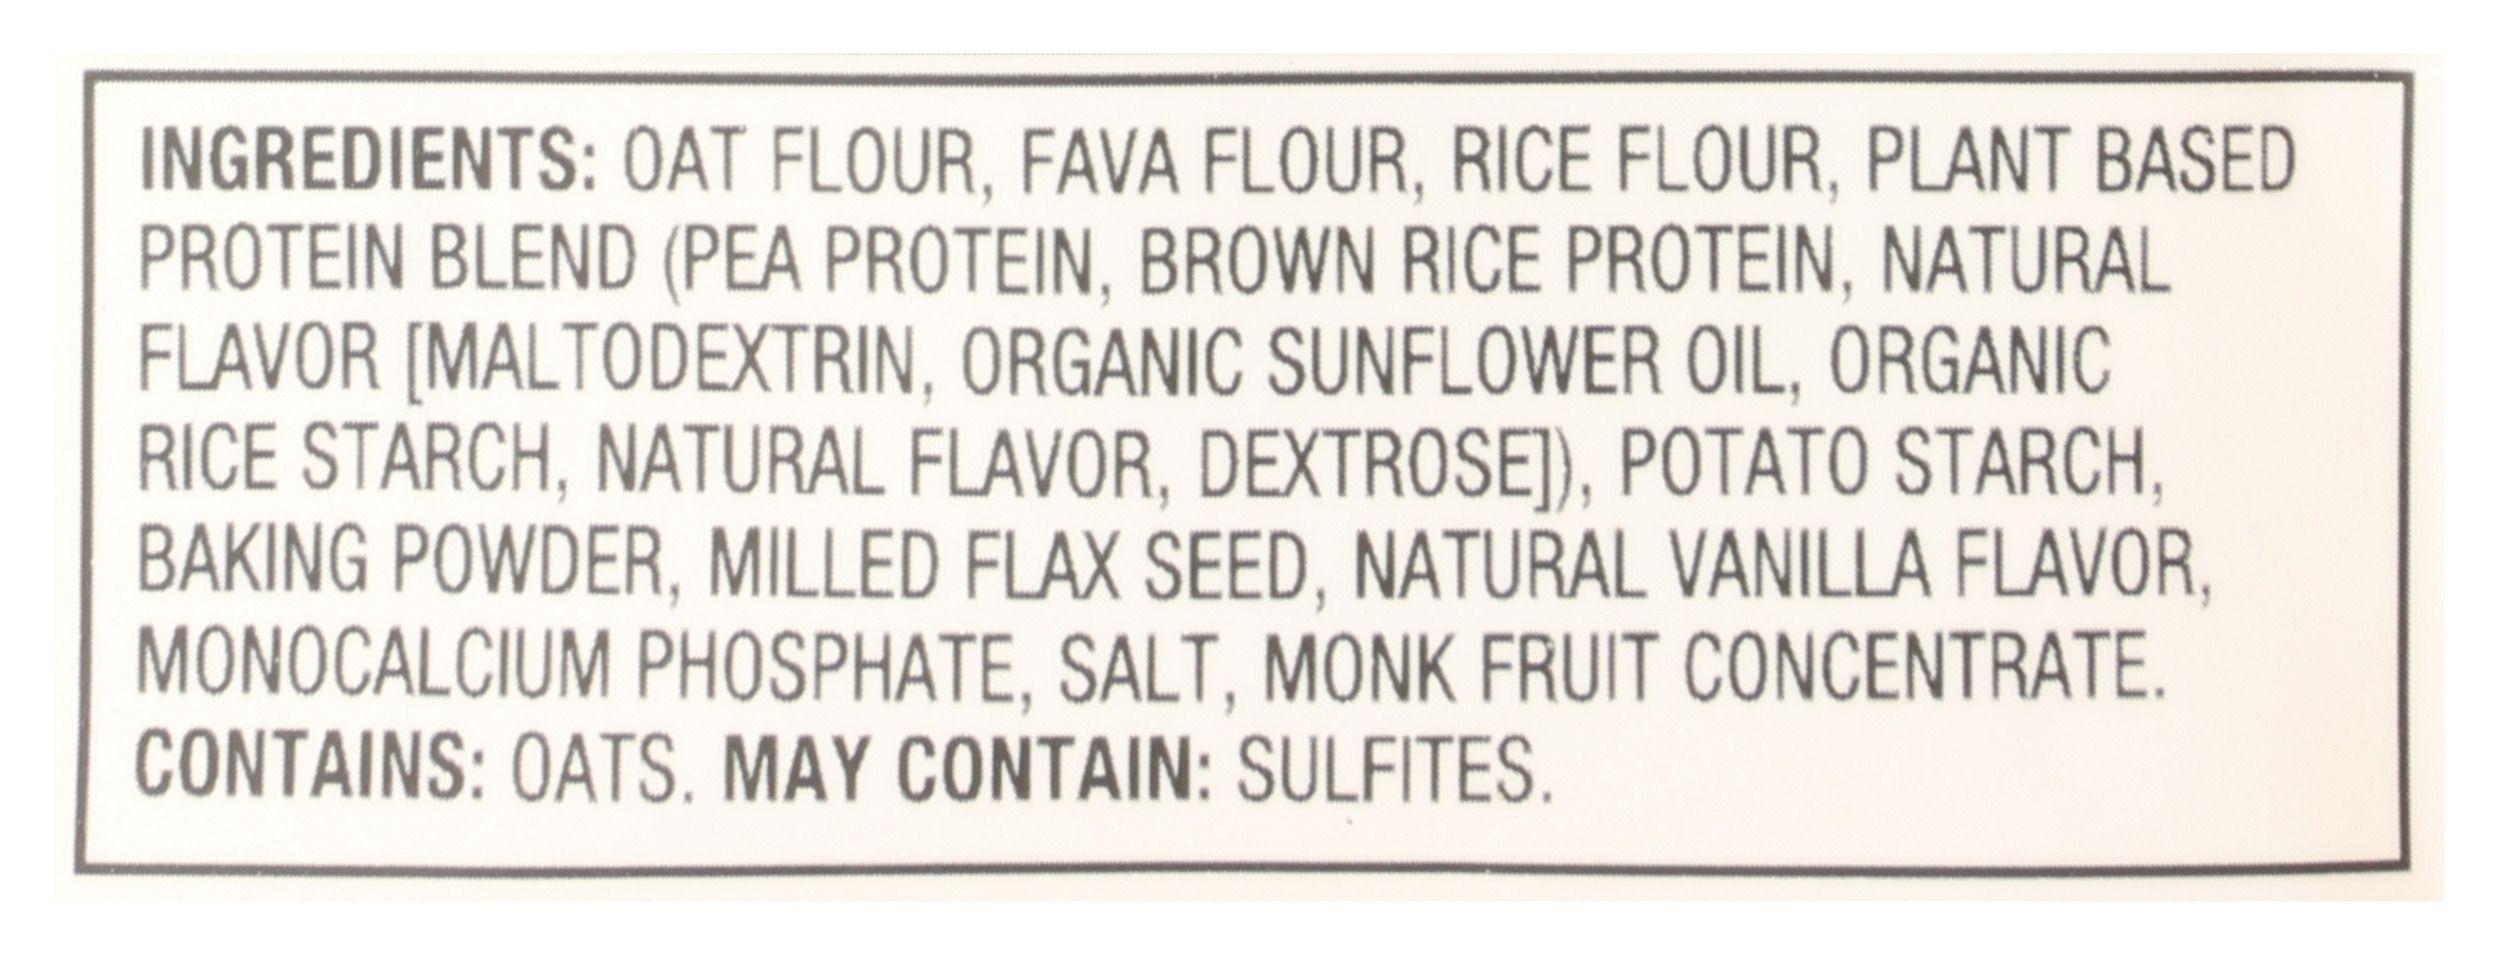 INGREDIENTS: OAT FLOUR, FAVA FLOUR, RICE FLOUR, PLANT BASED
PROTEIN BLEND (PEA PROTEIN, BROWN RICE PROTEIN, NATURAL
FLAVOR [MALTODEXTRIN, ORGANIC SUNFLOWER OIL, ORGANIC
RICE STARCH, NATURAL FLAVOR, DEXTROSE]), POTATO STARCH,
BAKING POWDER, MILLED FLAX SEED, NATURAL VANILLA FLAVOR,
MONOCALCIUM PHOSPHATE, SALT, MONK FRUIT CONCENTRATE.
CONTAINS: OATS. MAY CONTAIN: SULFITES.